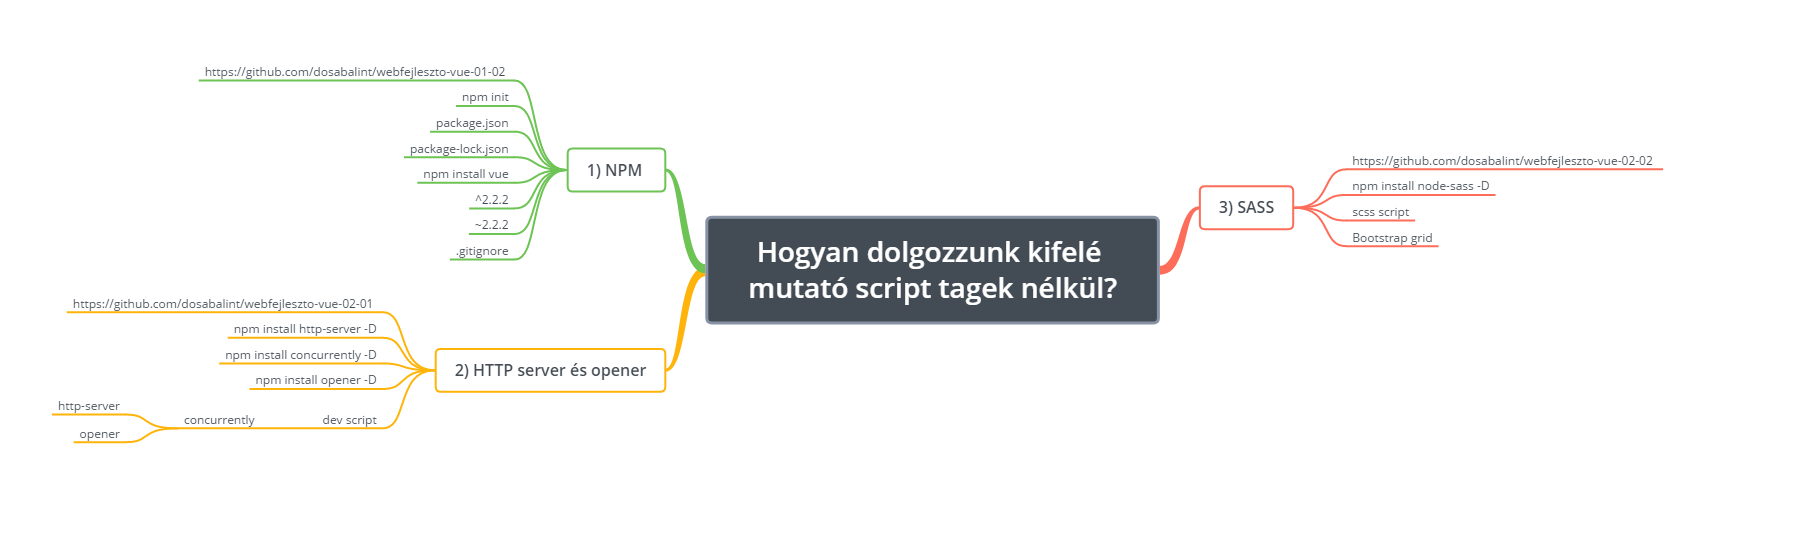 Hogyan dolgozzunk kifelé
mutató script tagek nélkül?
1) NPM
https://github.com/dosabalint/webfejleszto-vue-01-02
npm init
package.json
package-lock.json
npm install vue
^2.2.2
~2.2.2
.gitignore
2) HTTP server és opener
https://github.com/dosabalint/webfejleszto-vue-02-01
npm install http-server -D
npm install concurrently -D
npm install opener -D
dev script
concurrently
http-server
opener
3) SASS
https://github.com/dosabalint/webfejleszto-vue-02-02
npm install node-sass -D
scss script
Bootstrap grid